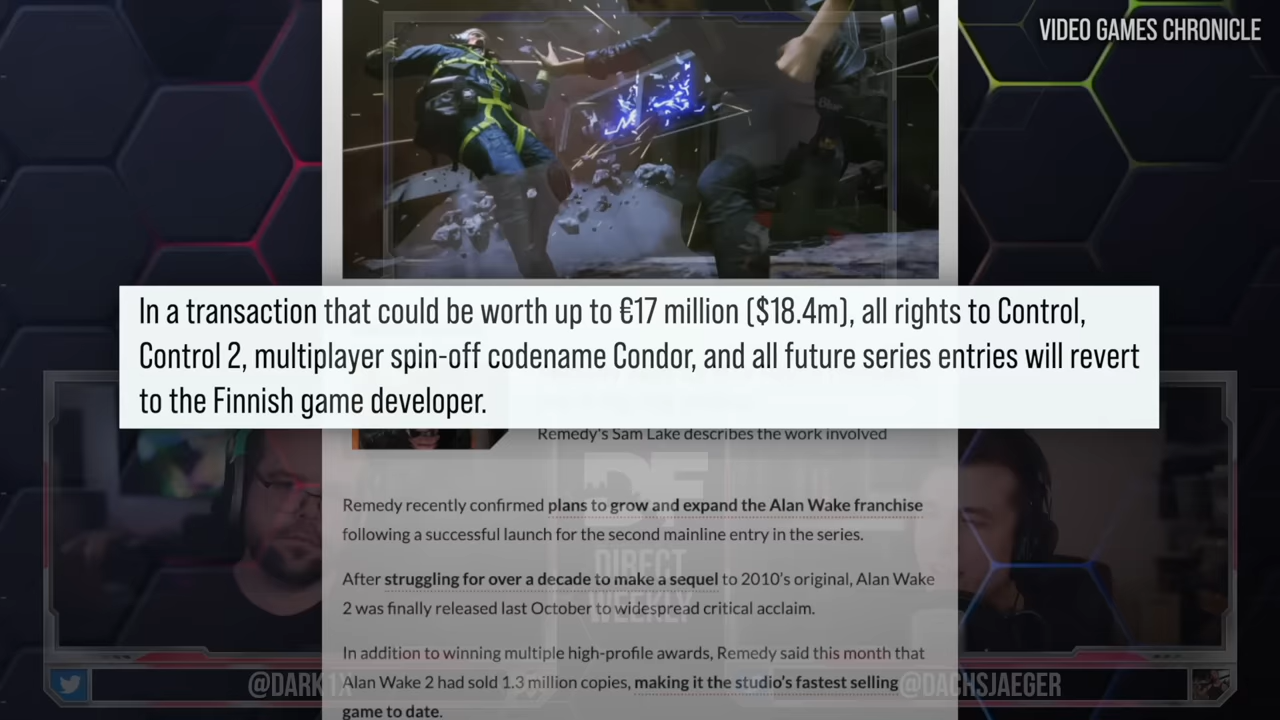 VIDEO GAMES CHRONICLE
In a transaction that could be worth up to €17 million ($18.4m), all rights to Control,
Control 2, multiplayer spin-off codename Condor, and all future series entries will revert
to the Finnish game developer.
Remedy's Sam Lake describes the work involved
Remedy recently confirmed plans to grow and expand the Alan Wake franchise
following a successful launch for the second mainline entry in the series.
After struggling for over a decade to make a sequel to 2010's original, Alan Wake
2 was finally released last October to widespread critical acclaim.
In addition to winning multiple high-profile awards, Remedy said this month that
Alan Wake 2 had sold 1.3 million copies, making it the studio's fastest selling
game to date.
DF
DIRECT
WEEKLY
@DARK1X
@DACHSJAEGER